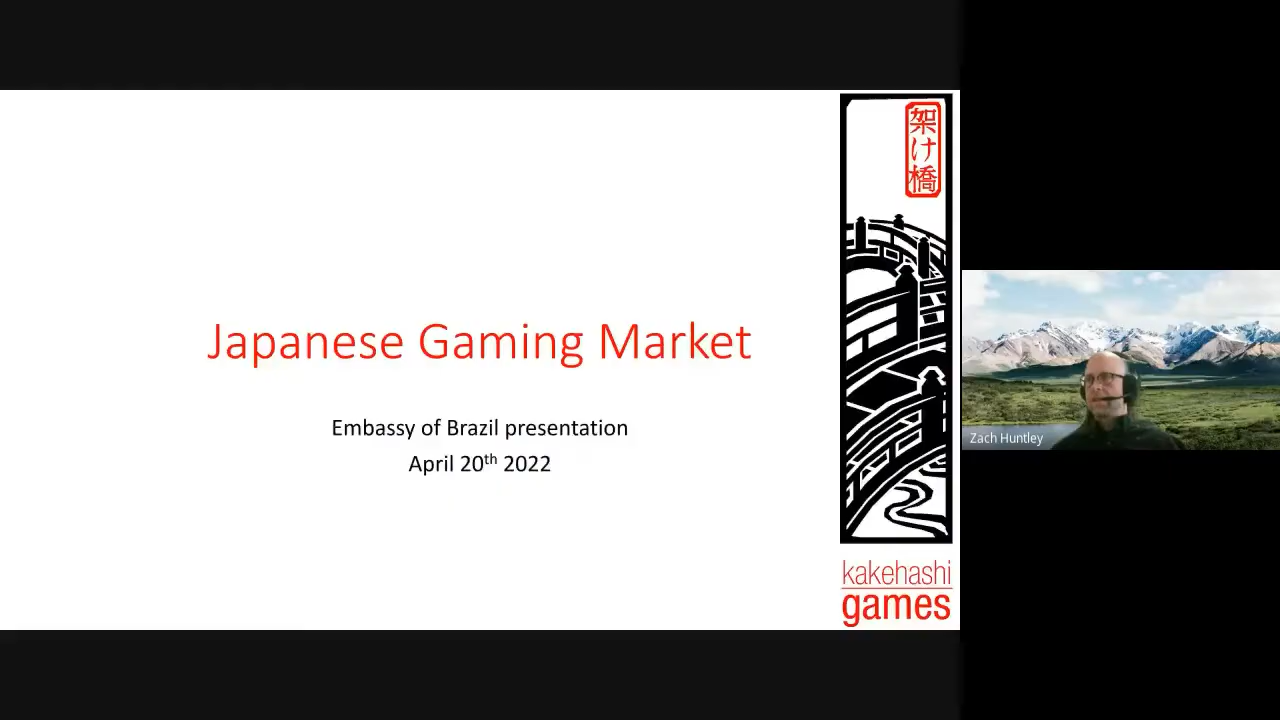 Japanese Gaming Market
Embassy of Brazil presentation
April 20th 2022
架け橋
kakehashi
games
Zach Huntley